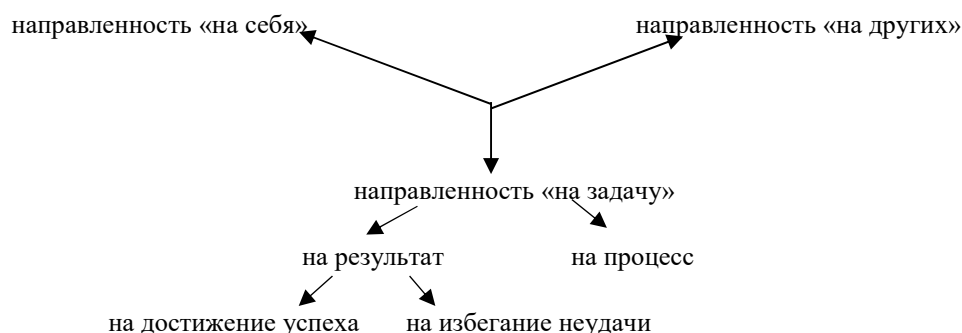 направленность «на себя» направленность «на других»
направленность «на задачу»
на результат на процесс
на достижение успеха на избегание неудачи